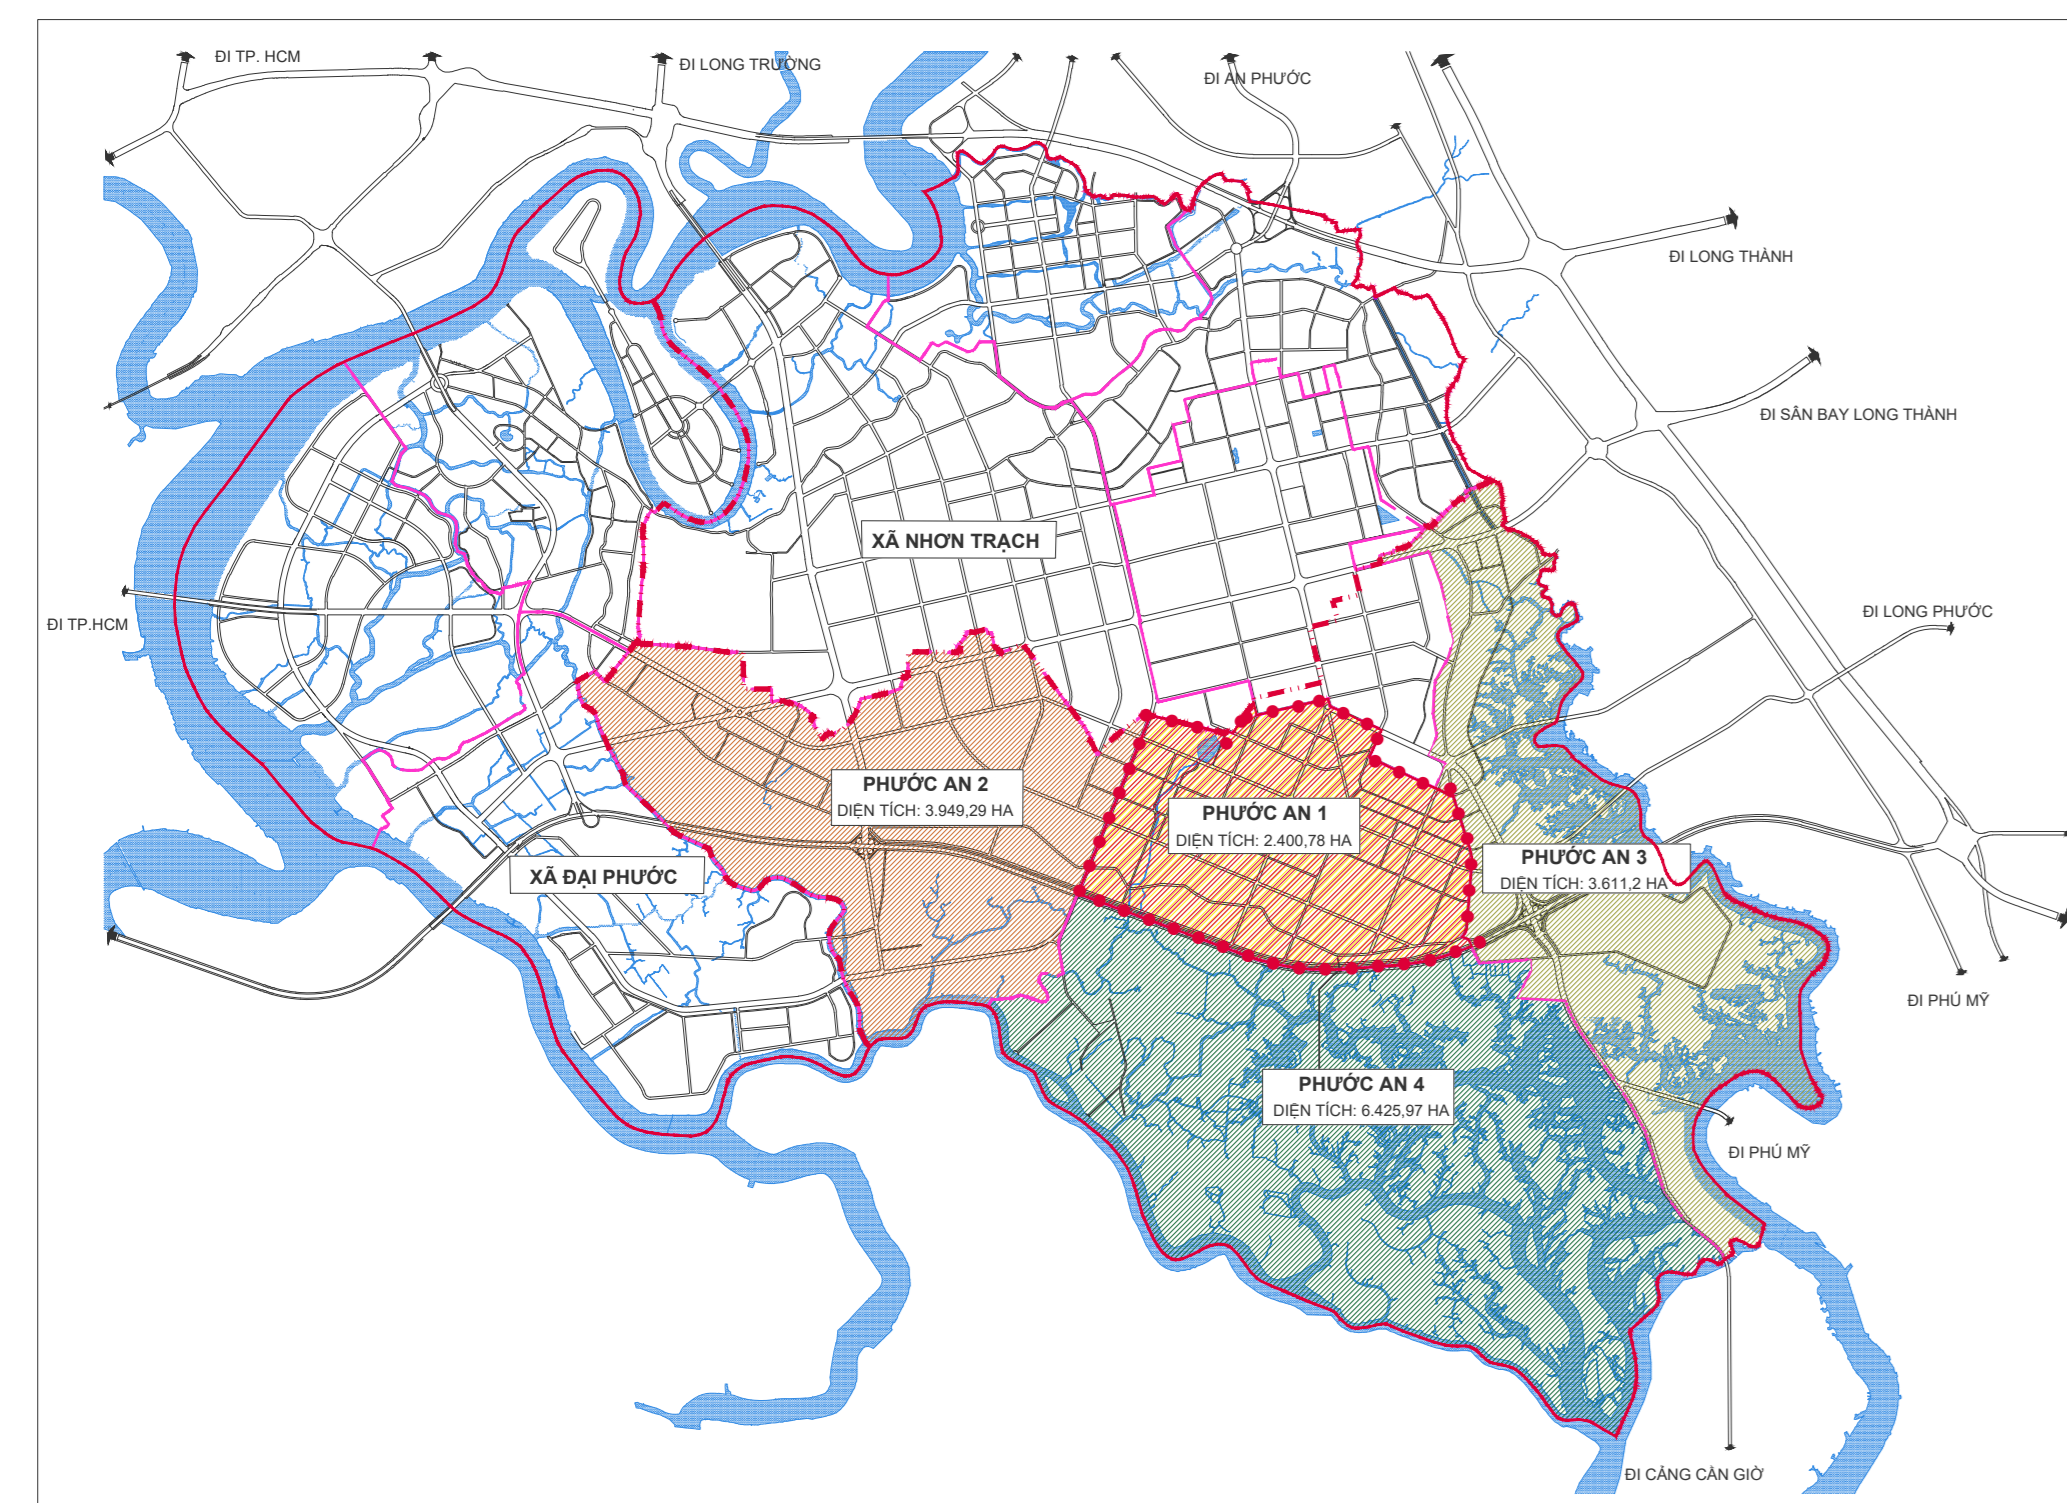 ĐI TP. HCM
ĐI LONG TRƯỜNG
ĐI AN PHƯỚC
ĐI LONG THÀNH
ĐI SÂN BAY LONG THÀNH
XÃ NHƠN TRẠCH
ĐI LONG PHƯỚC
ĐI TP.HCM
PHƯỚC AN 2
DIỆN TÍCH: 3.949,29 HA
PHƯỚC AN 1
DIỆN TÍCH: 2.400,78 HA
PHƯỚC AN 3
DIỆN TÍCH: 3.611,2 HA
XÃ ĐẠI PHƯỚC
ĐI PHÚ MỸ
PHƯỚC AN 4
DIỆN TÍCH: 6.425,97 HA
ĐI PHÚ MỸ
ĐI CẢNG CẦN GIỜ